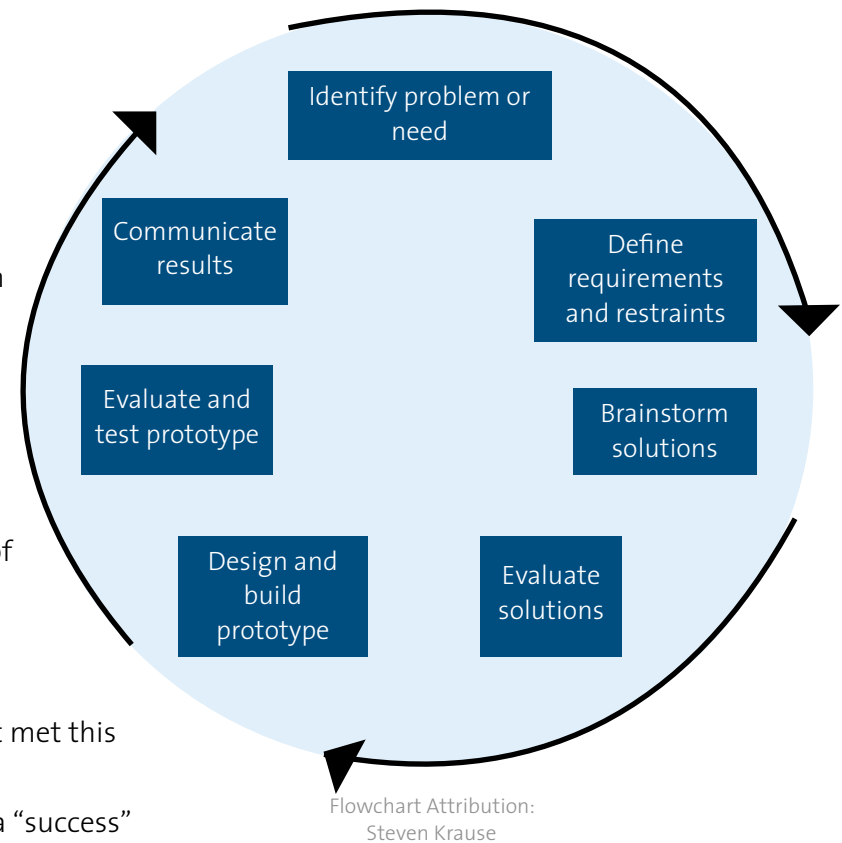 Identify problem or
need
Define
requirements
and restraints
Brainstorm
solutions
Evaluate
solutions
Design and
build
prototype
Evaluate and
test prototype
Communicate
results
met this
a “success”
Flowchart Attribution:
Steven Krause